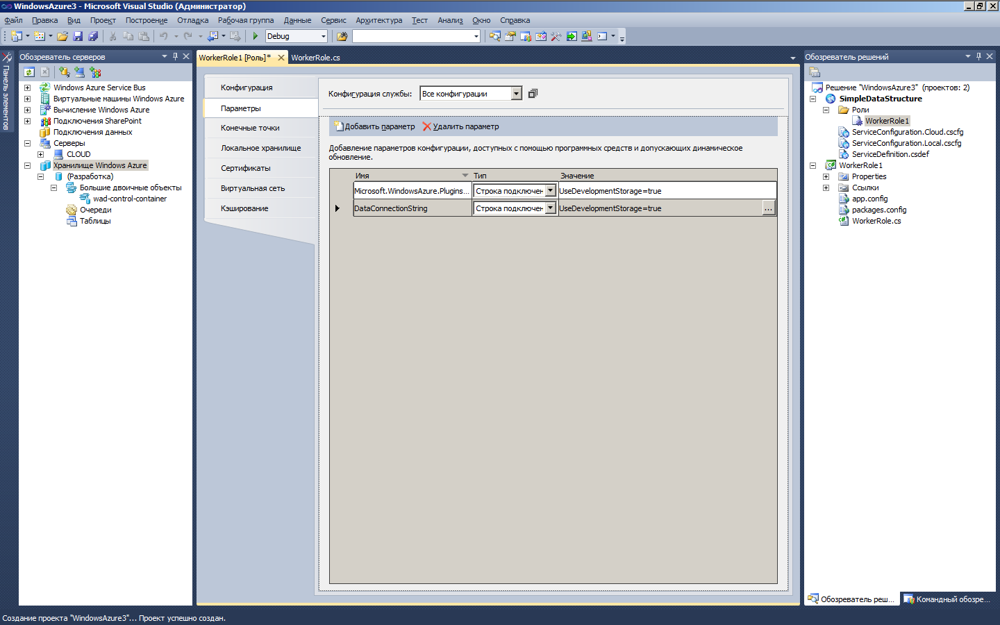 WindowsAzure3 - Microsoft Visual Studio (Администратор)
Файл Правка Вид Проект Построение Отладка Рабочая группа Данные Сервис Архитектура Тест Анализ Окно Справка
Debug
Панель элементов
Обозреватель серверов
Windows Azure Service Bus
Виртуальные машины Windows Azure
Вычисление Windows Azure
Подключения SharePoint
Подключения данных
Серверы
CLOUD
Хранилище Windows Azure
(Разработка)
Большие двоичные объекты
wad-control-container
Очереди
Таблицы
WorkerRole1 [Роль]* WorkerRole.cs
Конфигурация
Параметры
Конечные точки
Локальное хранилище
Сертификаты
Виртуальная сеть
Кэширование
Конфигурация службы: Все конфигурации
Добавить параметр Удалить параметр
Добавление параметров конфигурации, доступных с помощью программных средств и допускающих динамическое
обновление.
Имя Тип Значение
Microsoft.WindowsAzure.Plugins... Строка подключен UseDevelopmentStorage=true
DataConnectionString Строка подключен UseDevelopmentStorage=true ...
Обозреватель решений
Решение "WindowsAzure3" (проектов: 2)
SimpleDataStructure
Роли
WorkerRole1
ServiceConfiguration.Cloud.cscfg
ServiceConfiguration.Local.cscfg
ServiceDefinition.csdef
WorkerRole1
Properties
Ссылки
app.config
packages.config
WorkerRole.cs
Обозреватель реш... Командный обозре...
Создание проекта "WindowsAzure3"... Проект успешно создан.